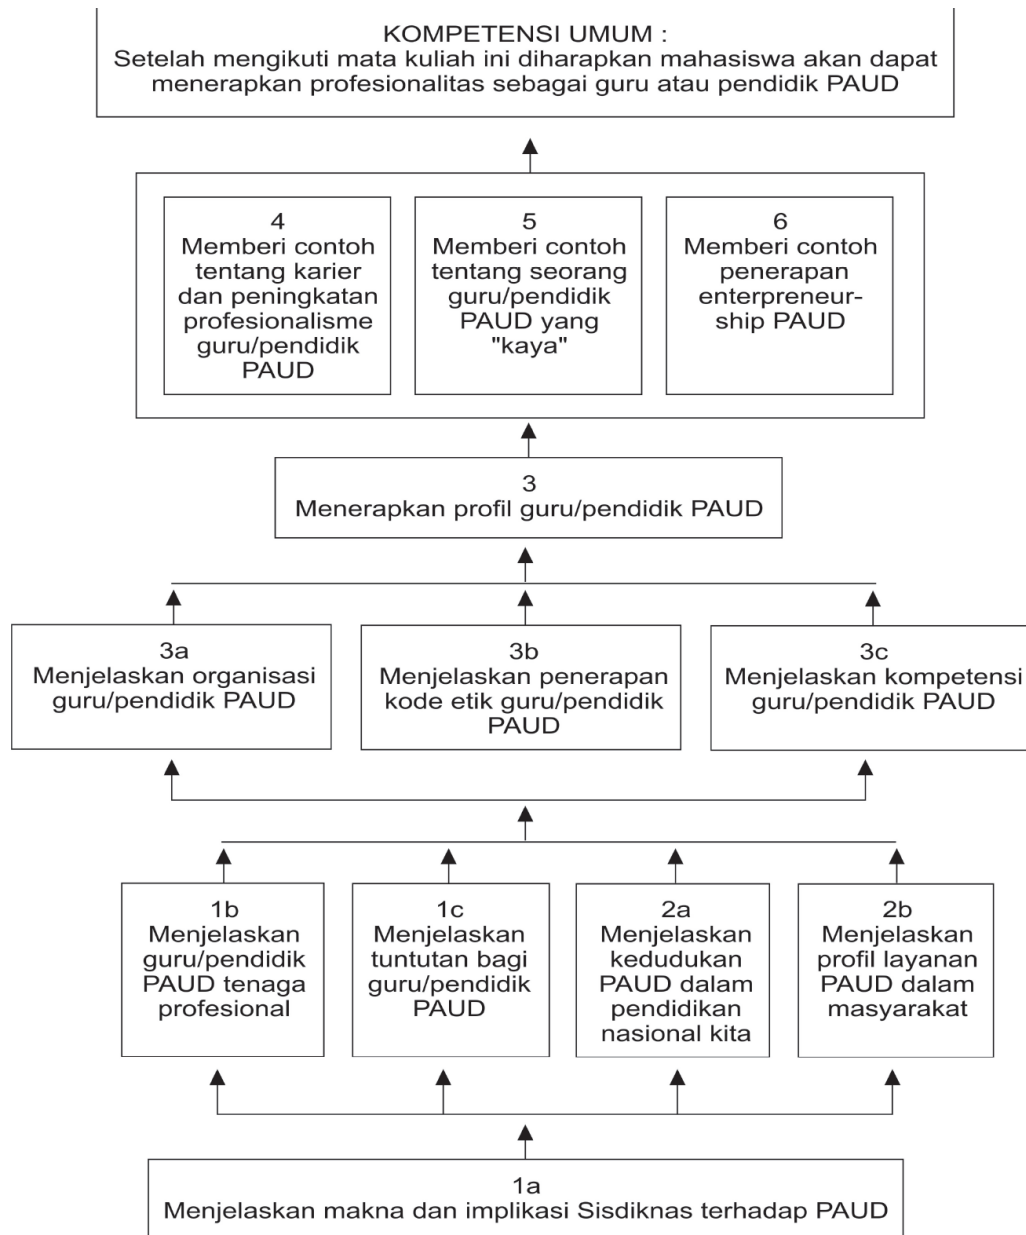 KOMPETENSI UMUM :
Setelah mengikuti mata kuliah ini diharapkan mahasiswa akan dapat
menerapkan profesionalitas sebagai guru atau pendidik PAUD
4
Memberi contoh
tentang karier
dan peningkatan
profesionalisme
guru/pendidik
PAUD
5
Memberi contoh
tentang seorang
guru/pendidik
PAUD yang
"kaya"
6
Memberi contoh
penerapan
enterpreneur-
ship PAUD
3
Menerapkan profil guru/pendidik PAUD
3a
Menjelaskan organisasi
guru/pendidik PAUD
3b
Menjelaskan penerapan
kode etik guru/pendidik
PAUD
3c
Menjelaskan kompetensi
guru/pendidik PAUD
1b
Menjelaskan
guru/pendidik
PAUD tenaga
profesional
1c
Menjelaskan
tuntutan bagi
guru/pendidik
PAUD
2a
Menjelaskan
kedudukan
PAUD dalam
pendidikan
nasional kita
2b
Menjelaskan
profil layanan
PAUD dalam
masyarakat
1a
Menjelaskan makna dan implikasi Sisdiknas terhadap PAUD